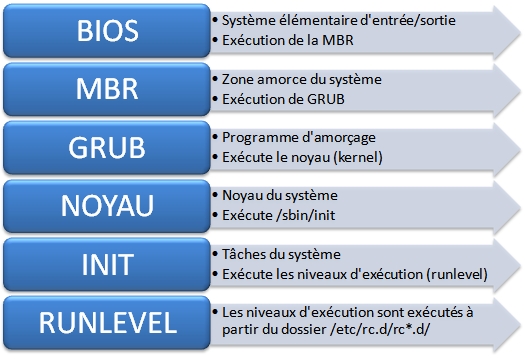 BIOS
• Système élémentaire d'entrée/sortie
• Exécution de la MBR
MBR
• Zone amorce du système
• Exécution de GRUB
GRUB
• Programme d'amorçage
• Exécute le noyau (kernel)
NOYAU
• Noyau du système
• Exécute /sbin/init
INIT
• Tâches du système
• Exécute les niveaux d'exécution (runlevel)
RUNLEVEL
• Les niveaux d'exécution sont exécutés à
partir du dossier /etc/rc.d/rc*.d/